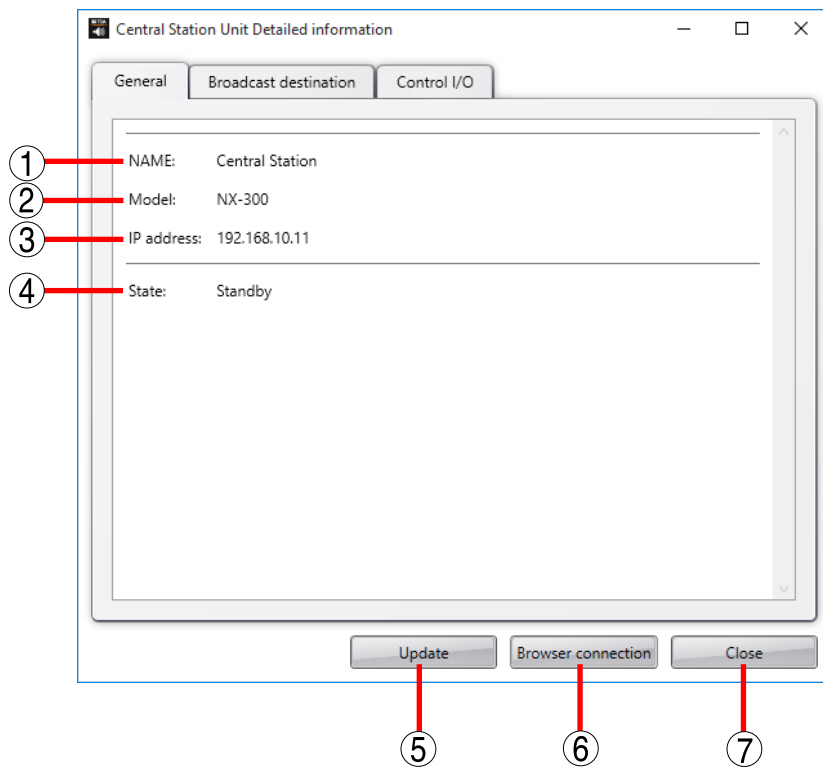 Central Station Unit Detailed information
General Broadcast destination Control I/O
① NAME: Central Station
② Model: NX-300
③ IP address: 192.168.10.11
④ State: Standby
Update Browser connection Close
⑤ ⑥ ⑦